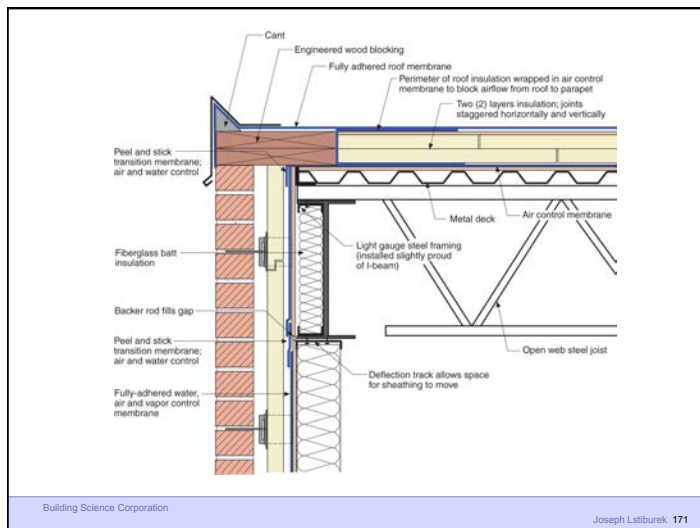 Cant
Engineered wood blocking
Fully adhered roof membrane
Perimeter of roof insulation wrapped in air control
membrane to block airflow from roof to parapet
Two (2) layers insulation; joints
staggered horizontally and vertically
Peel and stick
transition membrane;
air and water control
Metal deck
Air control membrane
Fiberglass batt
insulation
Light gauge steel framing
(installed slightly proud
of I-beam)
Backer rod fills gap
Peel and stick
transition membrane;
air and water control
Open web steel joist
Deflection track allows space
for sheathing to move
Fully-adhered water,
air and vapor control
membrane
Building Science Corporation
Joseph Lstiburek 171